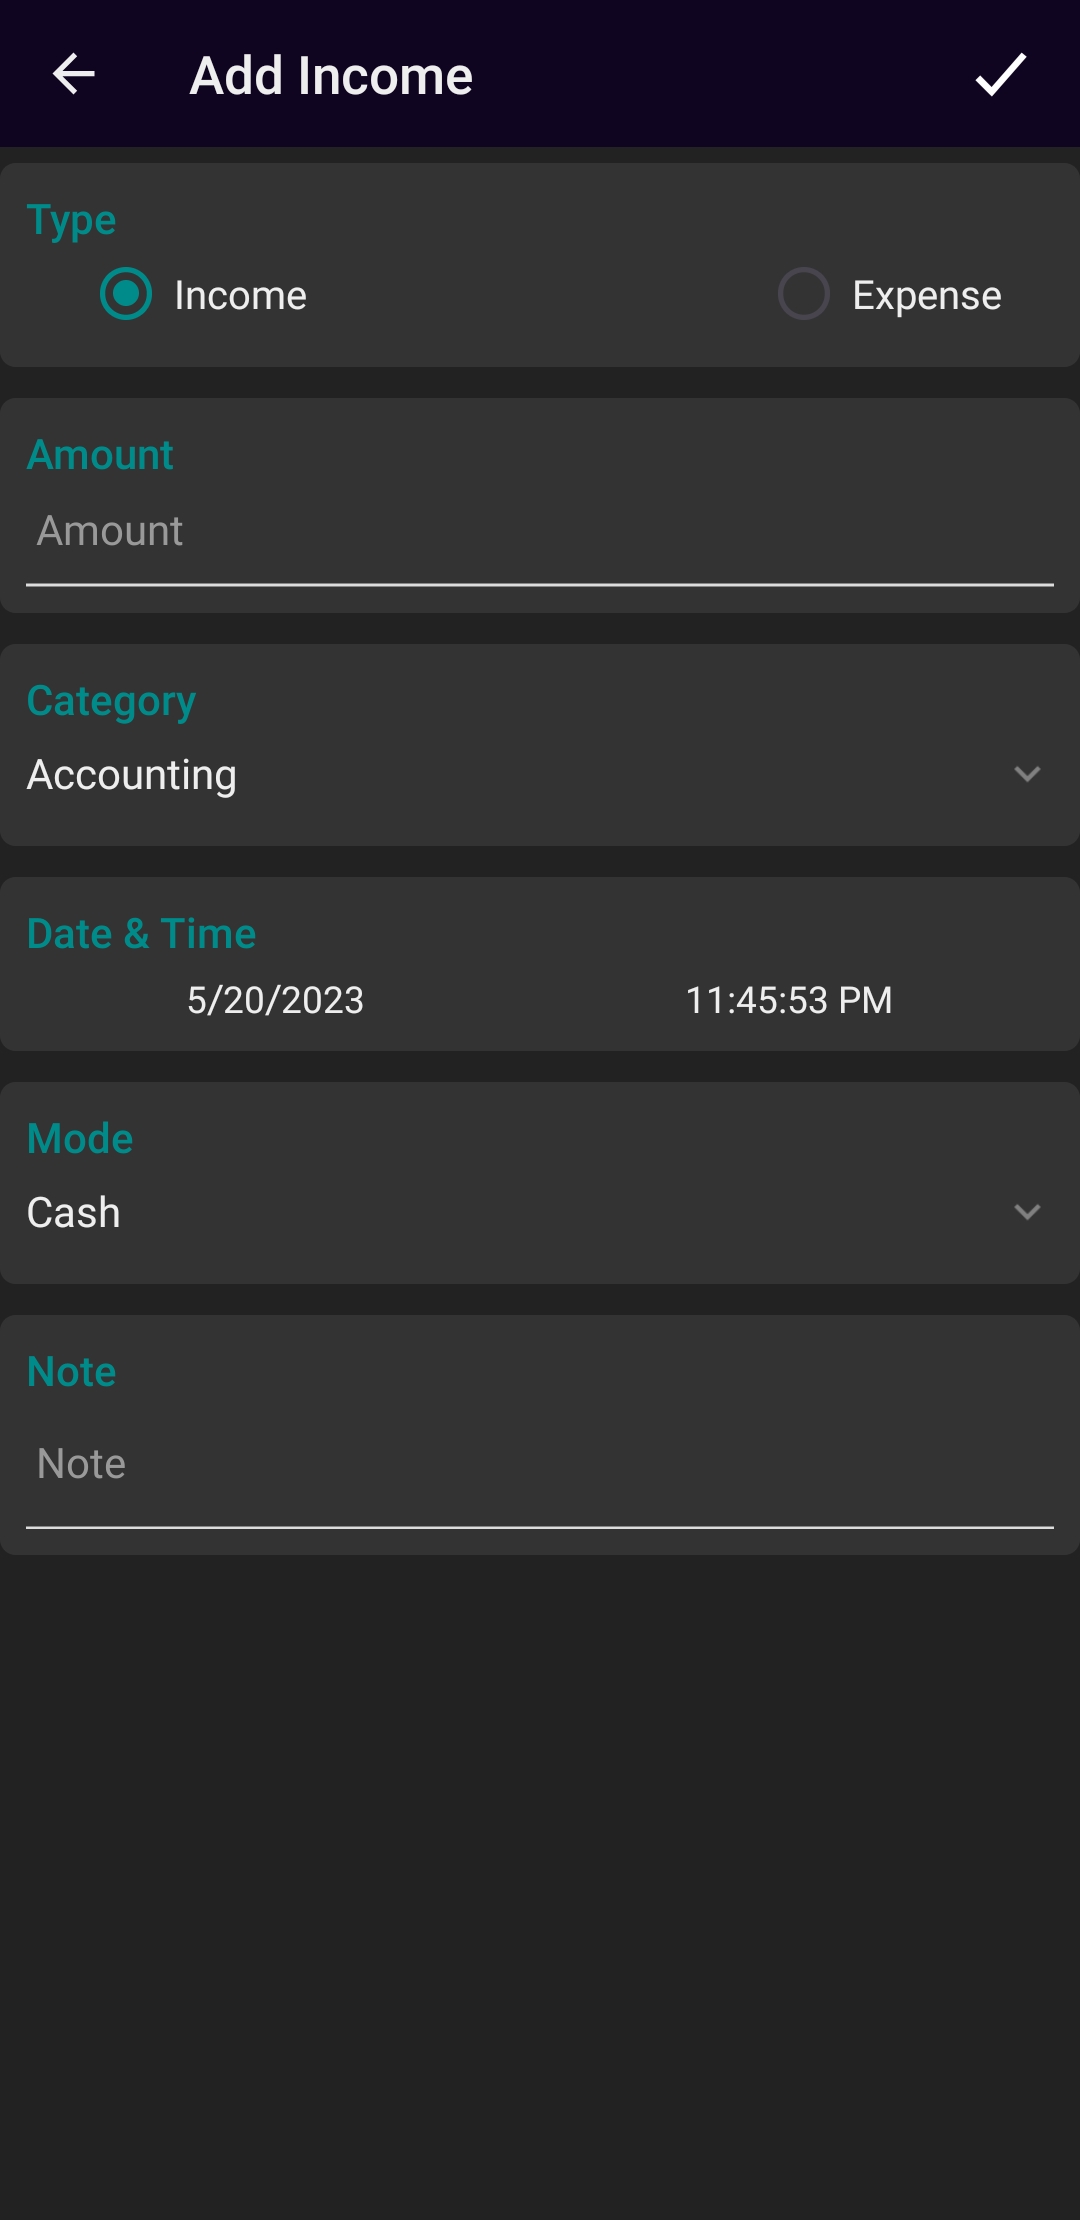 Add Income
Type
Income Expense
Amount
Amount
Category
Accounting
Date & Time
5/20/2023 11:45:53 PM
Mode
Cash
Note
Note